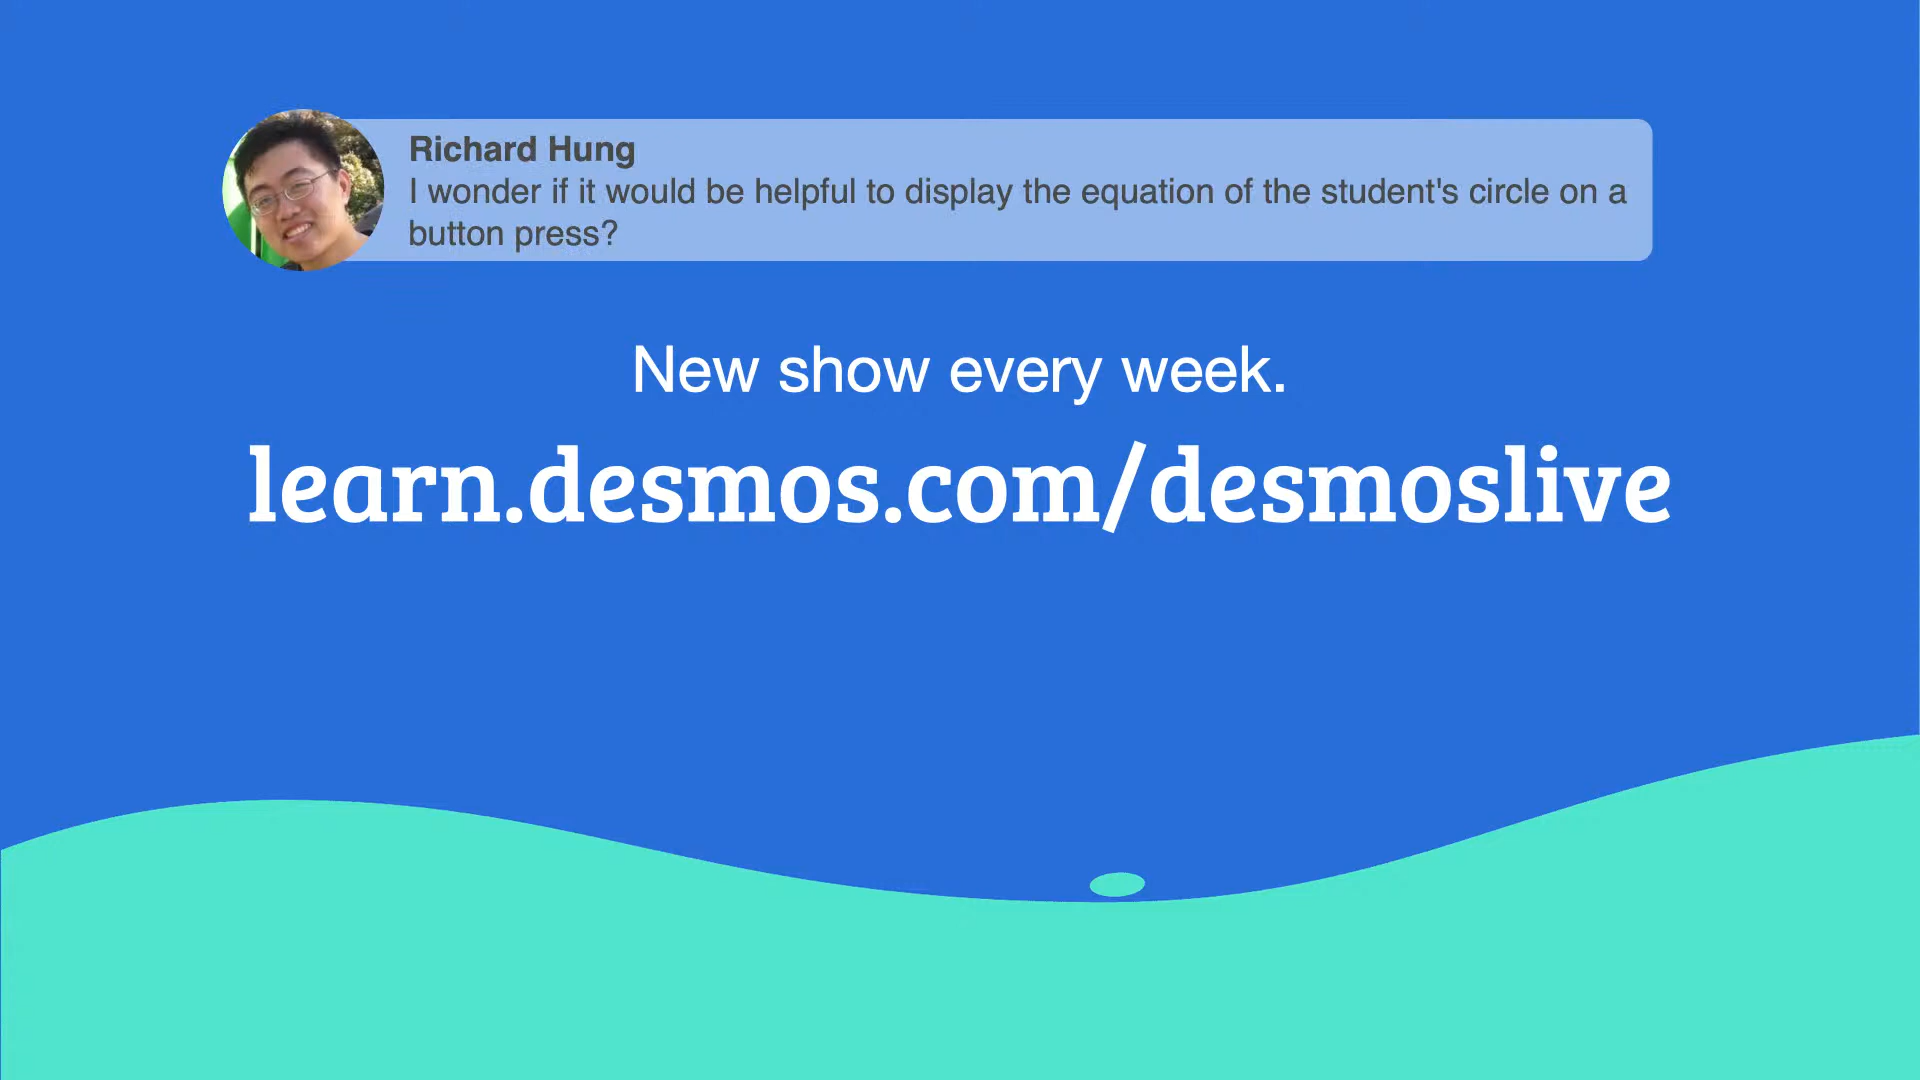 Richard Hung
I wonder if it would be helpful to display the equation of the student's circle on a
button press?
New show every week.
learn.desmos.com/desmoslive